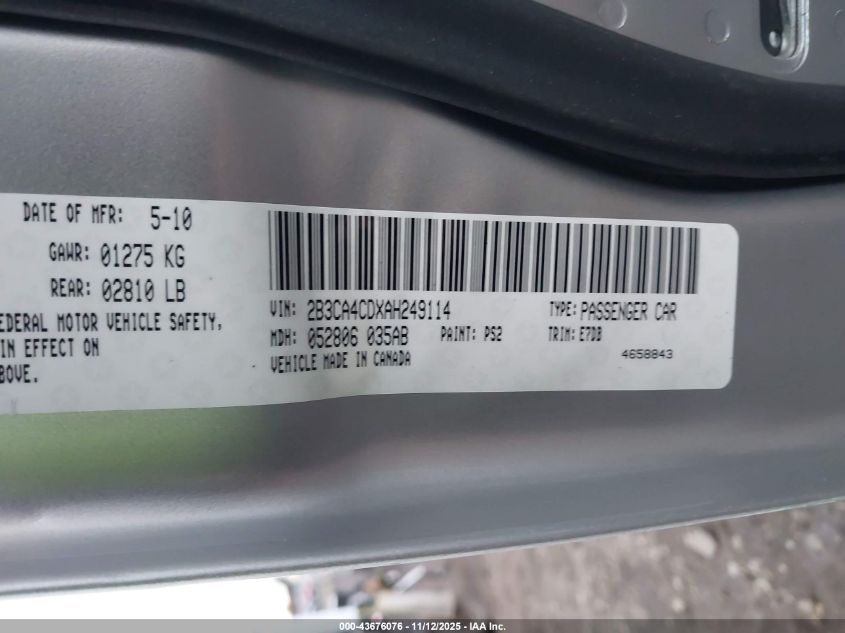 DATE OF MFR: 5-10
GAWR: 01275 KG
REAR: 02810 LB
EDERAL MOTOR VEHICLE SAFETY,
IN EFFECT ON
BOVE.
VIN: 2B3CA4CDXAH249114
TYPE: PASSENGER CAR
MDH: 052806 035AB
PAINT: PS2
TRIM: E7DB
VEHICLE MADE IN CANADA
4658843
000-43676076 - 11/12/2025 - IAA Inc.